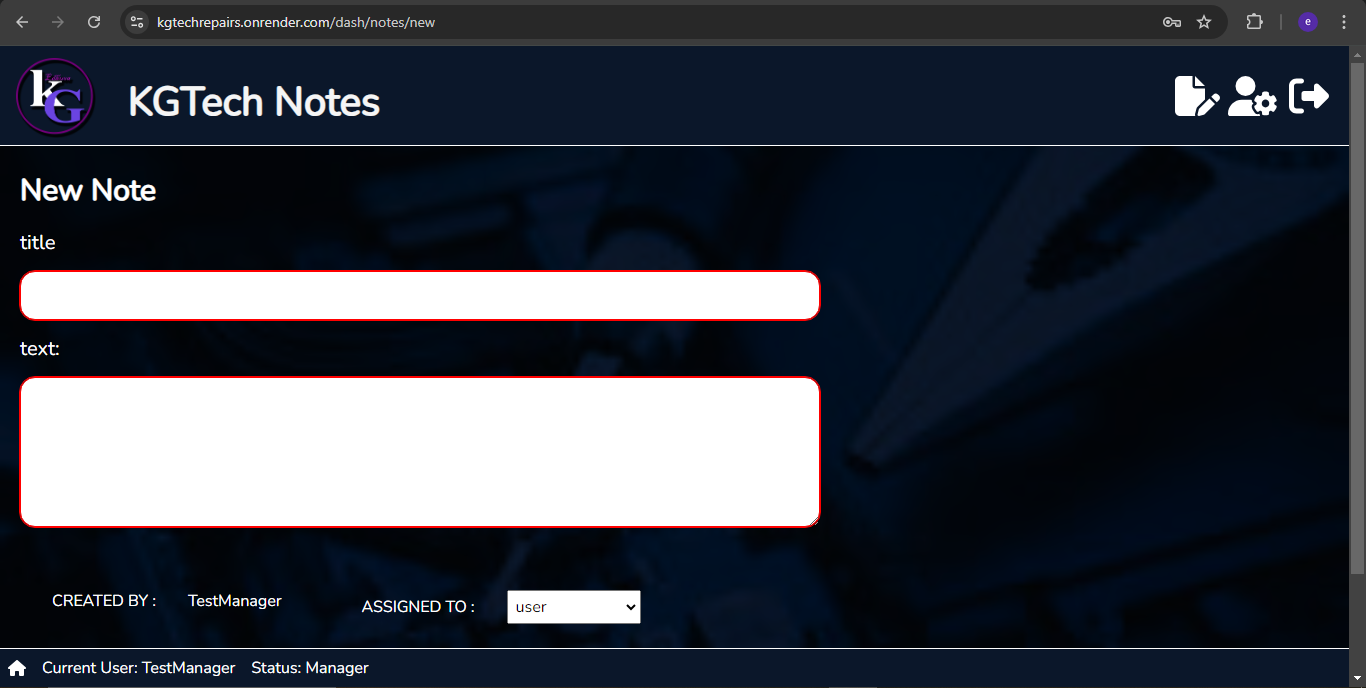 kgtechrepairs.onrender.com/dash/notes/new
e
KG
KGTech Notes
New Note
title
text:
CREATED BY : TestManager ASSIGNED TO : user
Current User: TestManager Status: Manager